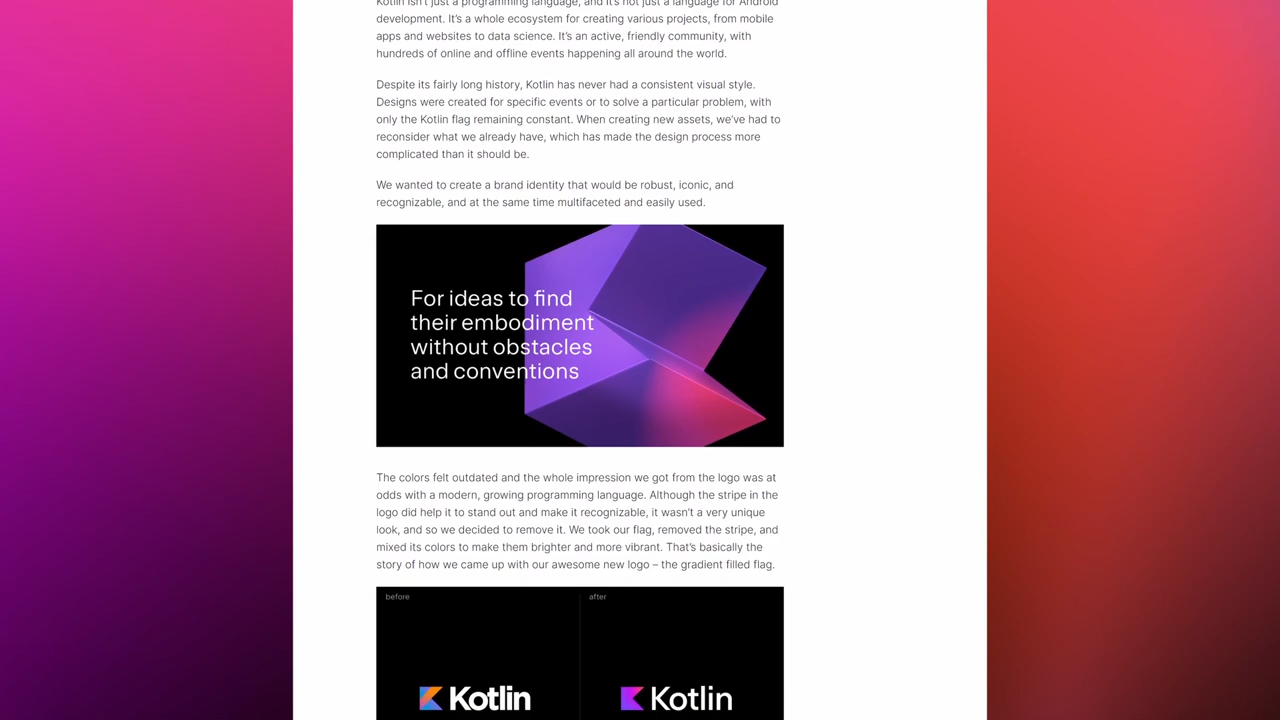 Kotlin isn't just a programming language, and it's not just a language for Android
development. It's a whole ecosystem for creating various projects, from mobile
apps and websites to data science. It's an active, friendly community, with
hundreds of online and offline events happening all around the world.
Despite its fairly long history, Kotlin has never had a consistent visual style.
Designs were created for specific events or to solve a particular problem, with
only the Kotlin flag remaining constant. When creating new assets, we've had to
reconsider what we already have, which has made the design process more
complicated than it should be.
We wanted to create a brand identity that would be robust, iconic, and
recognizable, and at the same time multifaceted and easily used.
For ideas to find
their embodiment
without obstacles
and conventions
The colors felt outdated and the whole impression we got from the logo was at
odds with a modern, growing programming language. Although the stripe in the
logo did help it to stand out and make it recognizable, it wasn't a very unique
look, and so we decided to remove it. We took our flag, removed the stripe, and
mixed its colors to make them brighter and more vibrant. That's basically the
story of how we came up with our awesome new logo – the gradient filled flag.
before
after
Kotlin
Kotlin